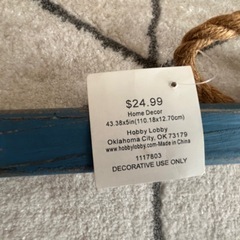 $24.99
Home Decor
43.38x5in(110.18x12.70cm)
Hobby Lobby
Oklahoma City, OK 73179
www.hobbylobby.com-Made in China
1117803
DECORATIVE USE ONLY